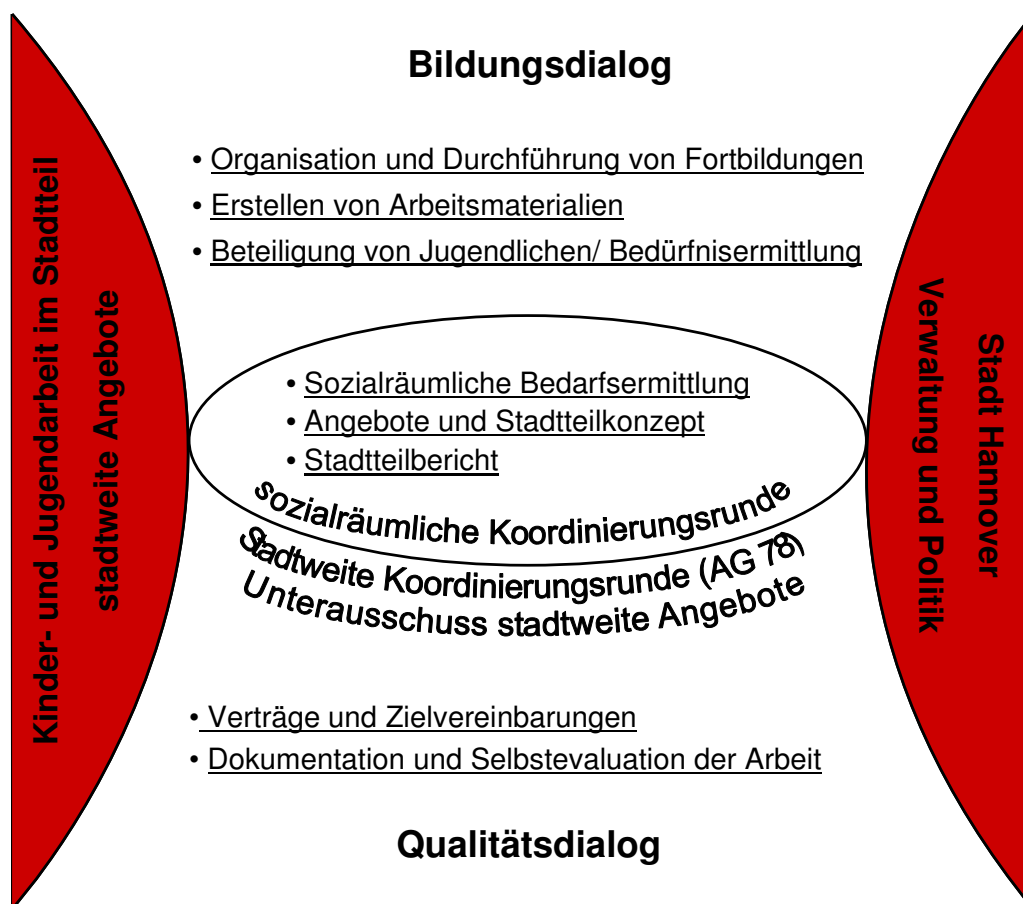 Bildungsdialog
• Organisation und Durchführung von Fortbildungen
• Erstellen von Arbeitsmaterialien
• Beteiligung von Jugendlichen/ Bedürfnisermittlung
Kinder- und Jugendarbeit im Stadtteil
stadtweite Angebote
• Sozialräumliche Bedarfsermittlung
• Angebote und Stadtteilkonzept
• Stadtteilbericht
sozialräumliche Koordinierungsrunde
Stadtweite Koordinierungsrunde (AG 78)
Unterausschuss stadtweite Angebote
Stadt Hannover
Verwaltung und Politik
• Verträge und Zielvereinbarungen
• Dokumentation und Selbstevaluation der Arbeit
Qualitätsdialog